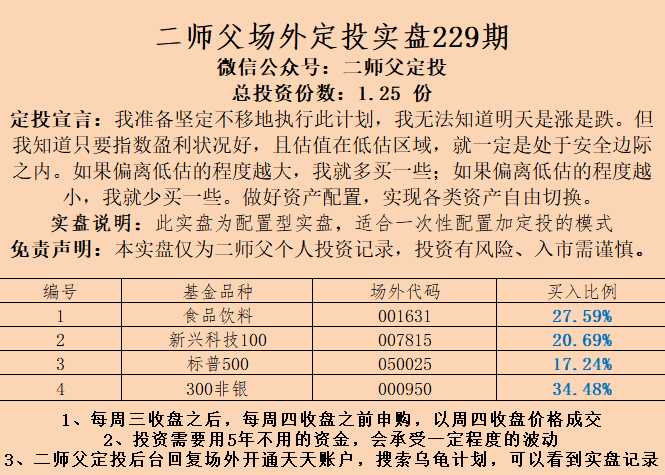 二师父场外定投实盘229期
微信公众号：二师父定投
总投资份数：1.25 份
定投宣言：我准备坚定不移地执行此计划，我无法知道明天是涨是跌。但
我知道只要指数盈利状况好，且估值在低估区域，就一定是处于安全边际
之内。如果偏离低估的程度越大，我就多买一些；如果偏离低估的程度越
小，我就少买一些。做好资产配置，实现各类资产自由切换。
实盘说明：此实盘为配置型实盘，适合一次性配置加定投的模式
免责声明：本实盘仅为二师父个人投资记录，投资有风险、入市需谨慎。
编号 基金品种 场外代码 买入比例
1 食品饮料 001631 27.59%
2 新兴科技100 007815 20.69%
3 标普500 050025 17.24%
4 300非银 000950 34.48%
1、每周三收盘之后，每周四收盘之前申购，以周四收盘价格成交
2、投资需要用5年不用的资金，会承受一定程度的波动
3、二师父定投后台回复场外开通天天账户，搜索乌龟计划，可以看到实盘记录